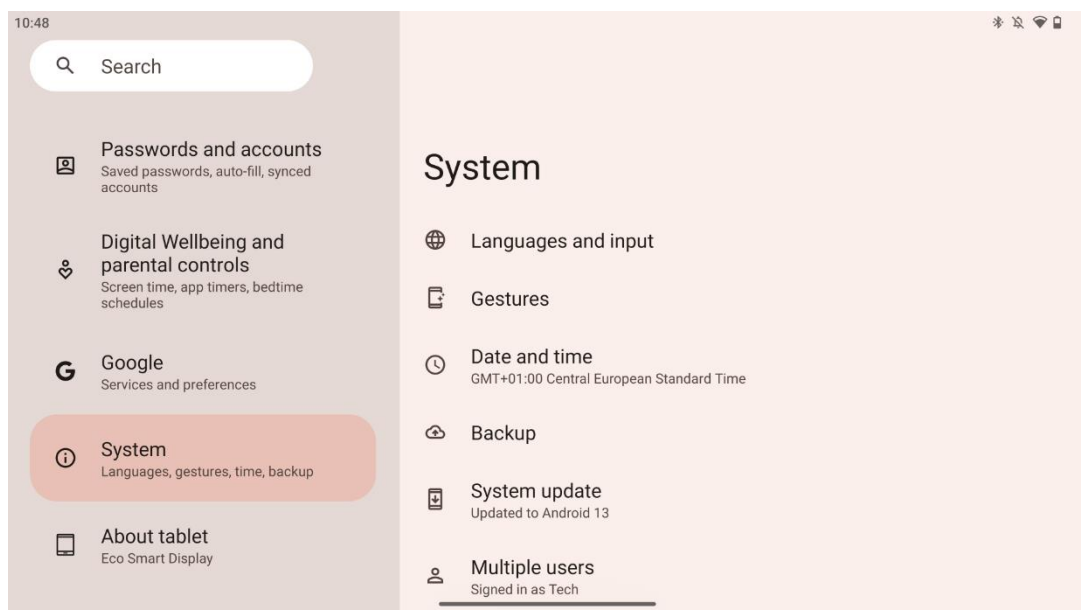 10:48
Search
Passwords and accounts
Saved passwords, auto-fill, synced
accounts
Digital Wellbeing and
parental controls
Screen time, app timers, bedtime
schedules
Google
Services and preferences
System
Languages, gestures, time, backup
About tablet
Eco Smart Display
System
Languages and input
Gestures
Date and time
GMT+01:00 Central European Standard Time
Backup
System update
Updated to Android 13
Multiple users
Signed in as Tech